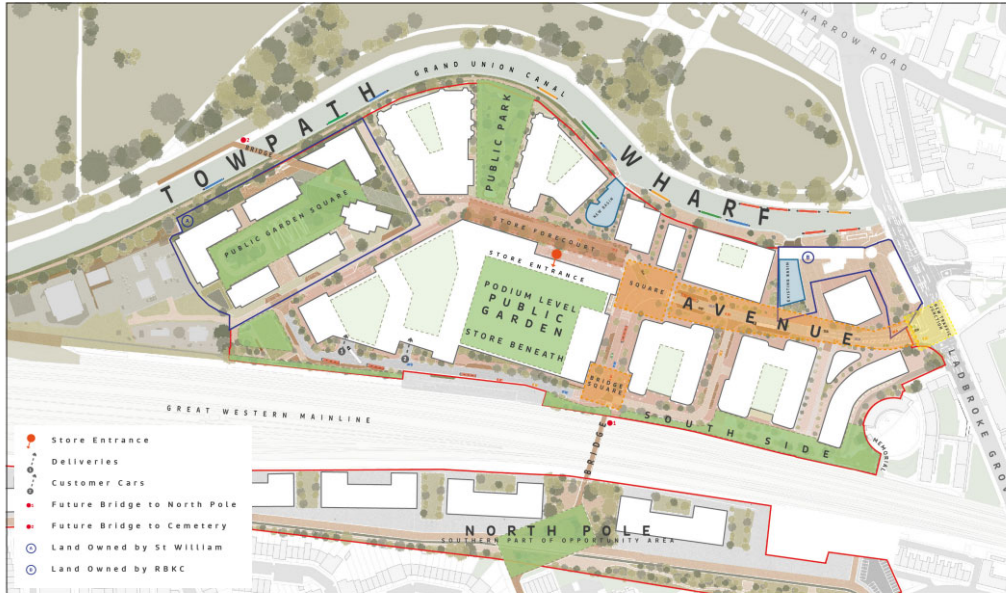 HARROW ROAD
GRAND UNION CANAL
TOWPATH
WHARF
BRIDGE
PUBLIC PARK
PUBLIC GARDEN SQUARE
NEW BASIN
STORE FORECOURT
STORE ENTRANCE
SQUARE
AVENUE
EXISTING BASIN
A
B
PODIUM LEVEL
PUBLIC
GARDEN
STORE BENEATH
NEW TRAFFIC
JUNCTION
LADBROKE GROVE
BRIDGE
SQUARE
SOUTH SIDE
MEMORIAL
GREAT WESTERN MAINLINE
BRIDGE
NORTH POLE
SOUTHERN PART OF OPPORTUNITY AREA
Store Entrance
Deliveries
Customer Cars
Future Bridge to North Pole
Future Bridge to Cemetery
Land Owned by St William
Land Owned by RBKC